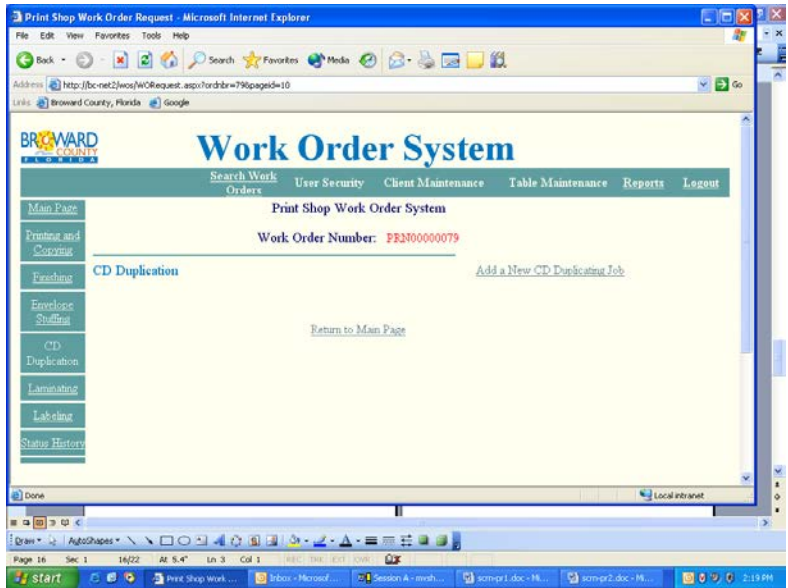 Print Shop Work Order Request - Microsoft Internet Explorer
File Edit View Favorites Tools Help
Back Search Favorites Media
Address http://bc-net2/wos/WORequest.aspx?ordnbr=79&pageid=10 Go
Links Broward County, Florida Google
BROWARD COUNTY FLORIDA
Work Order System
Search Work Orders User Security Client Maintenance Table Maintenance Reports Logout
Main Page
Printing and Copying
Finishing
Envelope Stuffing
CD Duplication
Laminating
Labeling
Status History
Print Shop Work Order System
Work Order Number: PRN00000079
CD Duplication
Add a New CD Duplicating Job
Return to Main Page
Done Local intranet
Draw AutoShapes
Page 16 Sec 1 16/22 At 5.4" Ln 3 Col 1 REC TRK EXT OVR
start Print Shop Work ... Inbox - Microsof... Session A - mvsh... scrn-pr1.doc - Mi... scrn-pr2.doc - M... 2:19 PM